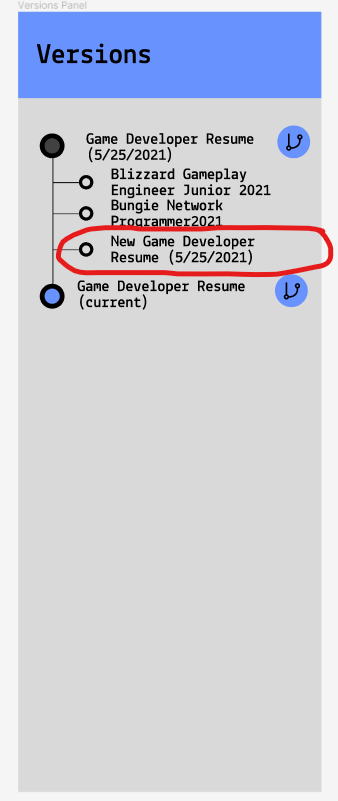 Versions Panel
Versions
Game Developer Resume
(5/25/2021)
Blizzard Gameplay
Engineer Junior 2021
Bungie Network
Programmer2021
New Game Developer
Resume (5/25/2021)
Game Developer Resume
(current)